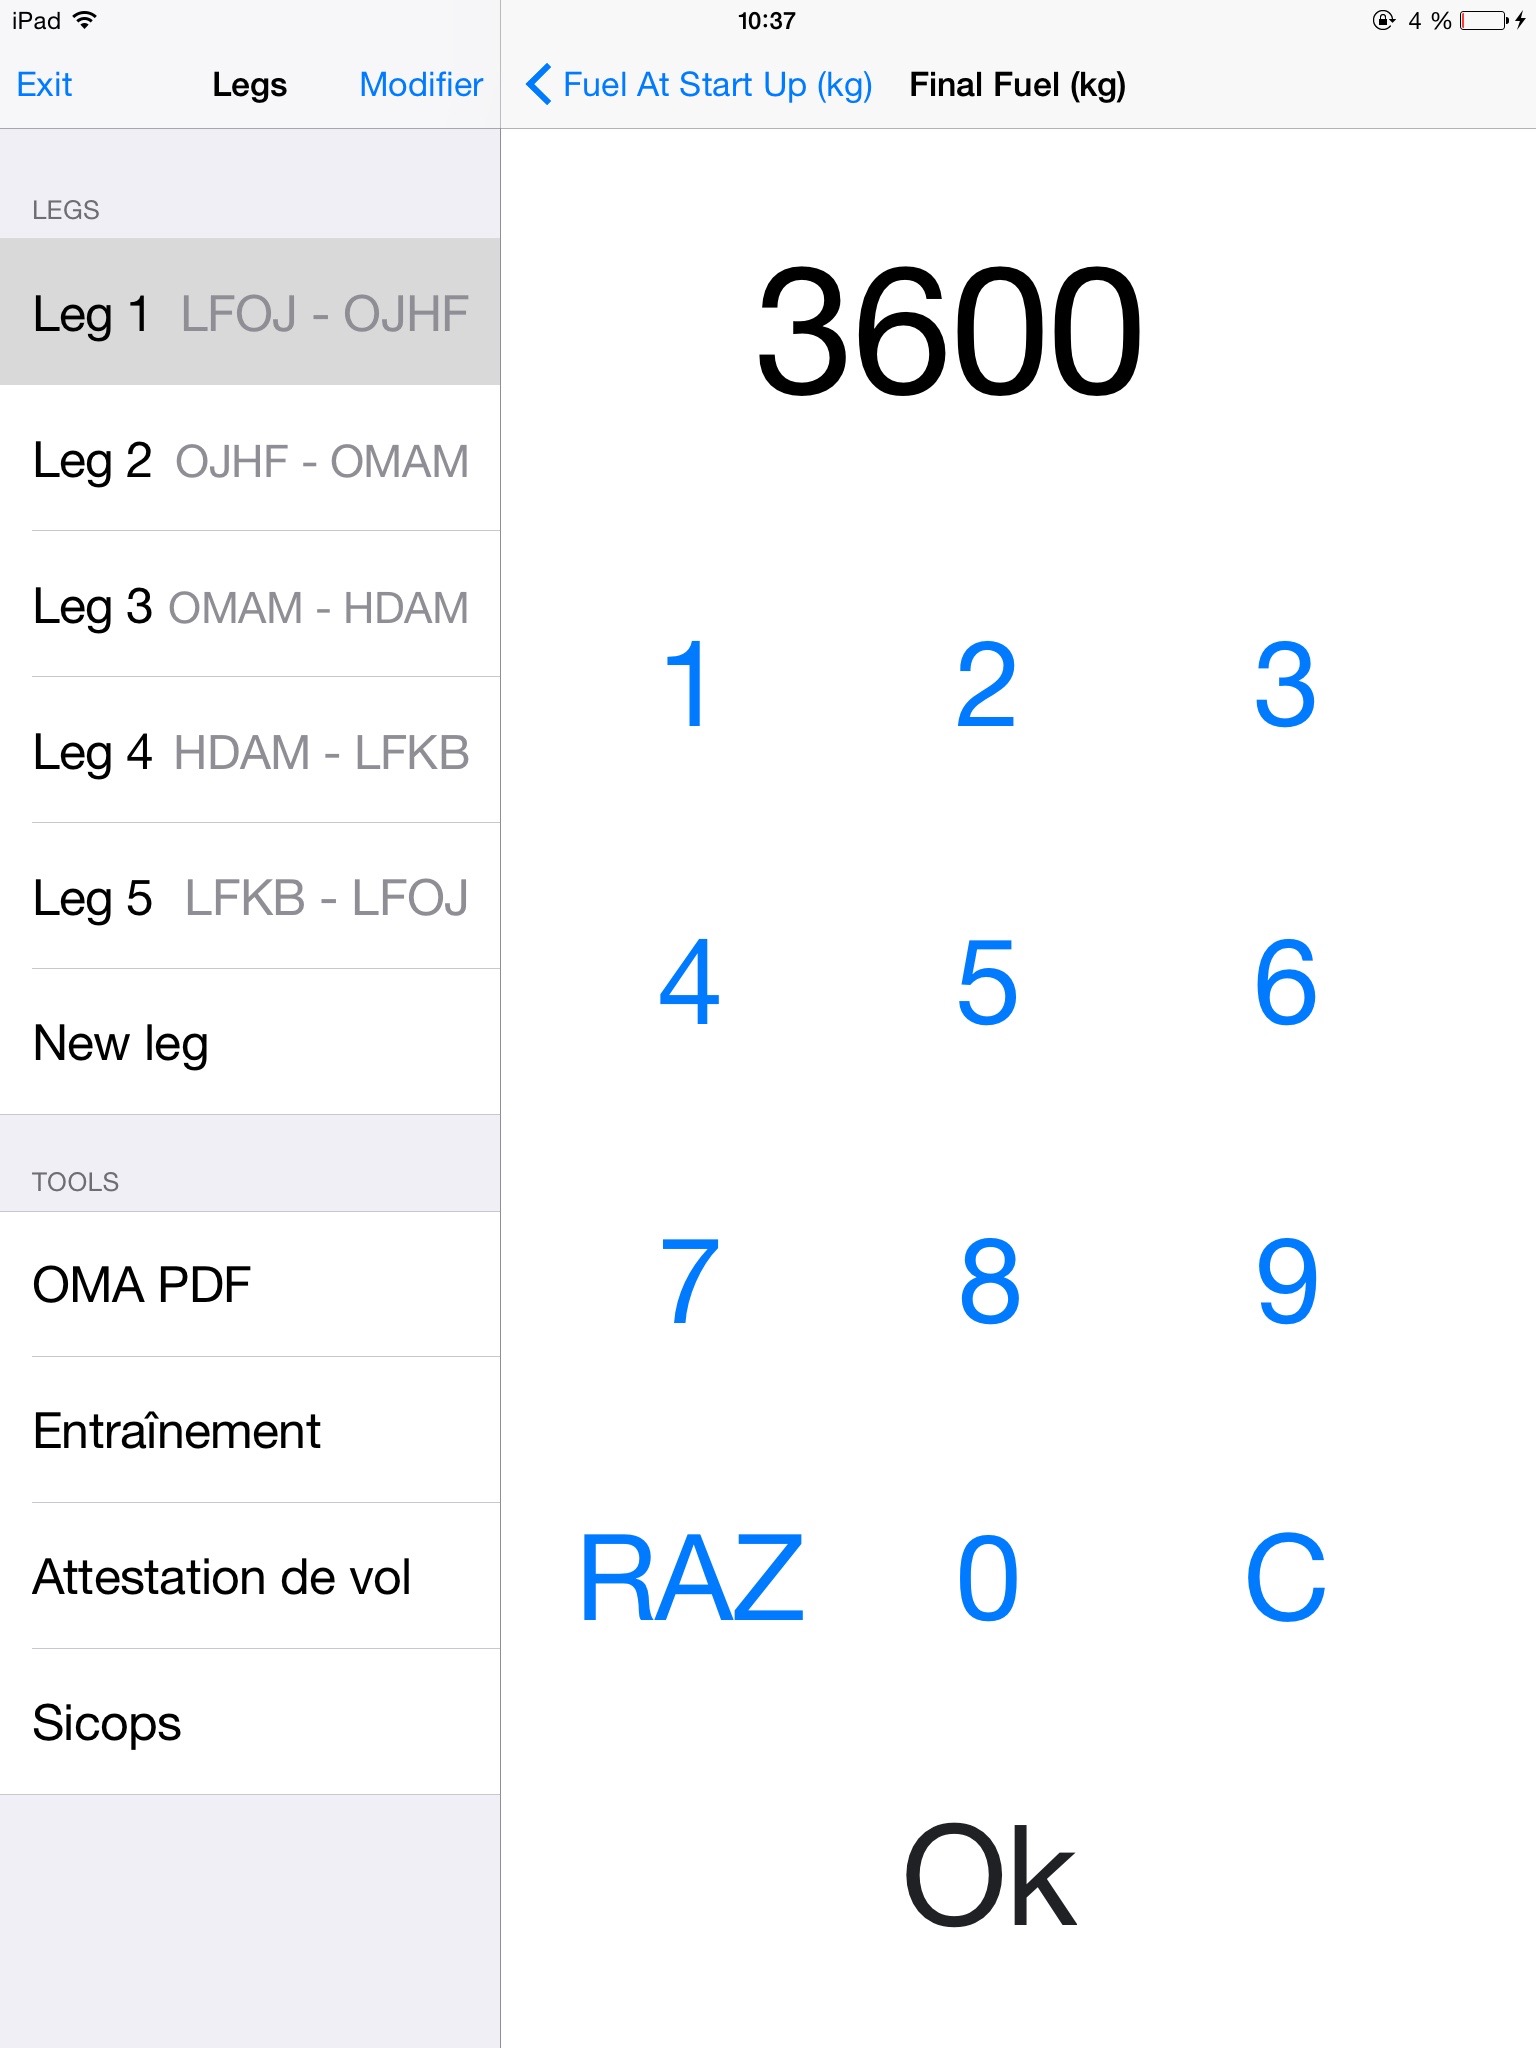 iPad 10:37 4 %
Exit Legs Modifier
Fuel At Start Up (kg) Final Fuel (kg)
LEGS
Leg 1 LFOJ - OJHF
Leg 2 OJHF - OMAM
Leg 3 OMAM - HDAM
Leg 4 HDAM - LFKB
Leg 5 LFKB - LFOJ
New leg
TOOLS
OMA PDF
Entraînement
Attestation de vol
Sicops
3600
1 2 3
4 5 6
7 8 9
RAZ 0 C
Ok